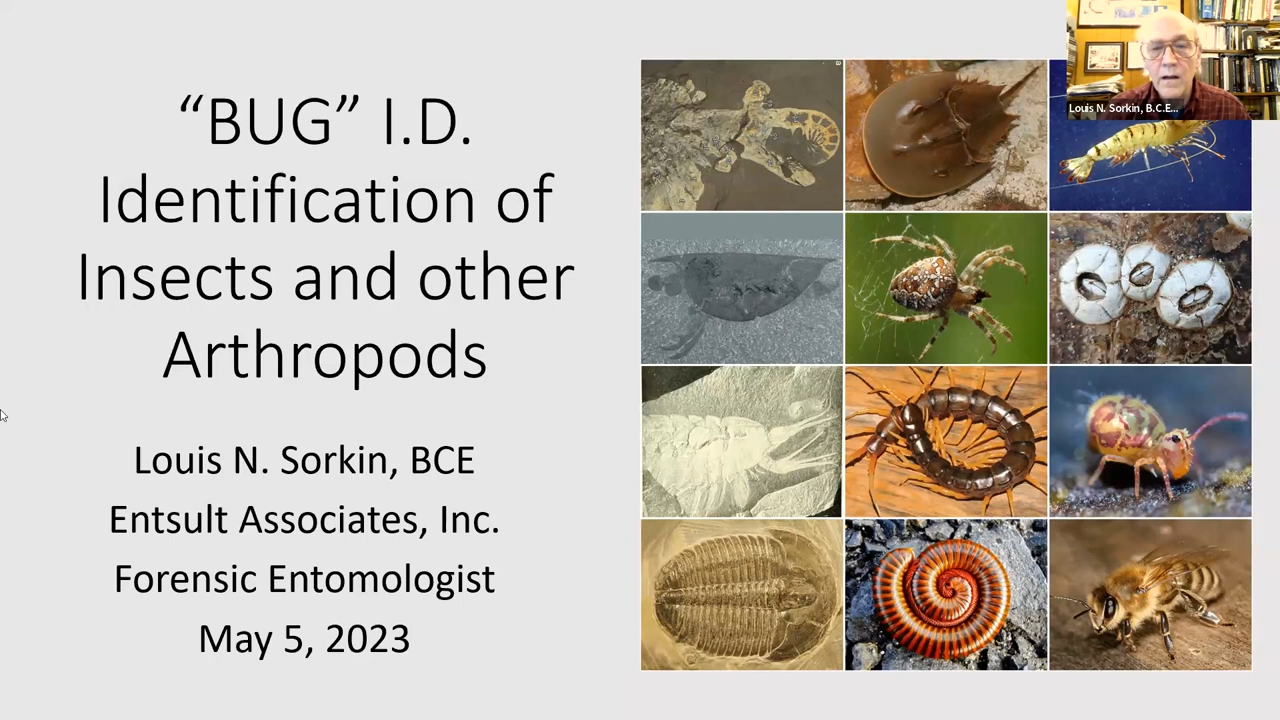 “BUG” I.D.
Identification of
Insects and other
Arthropods
Louis N. Sorkin, BCE
Entsult Associates, Inc.
Forensic Entomologist
May 5, 2023
Louis N. Sorkin, B.C.E...